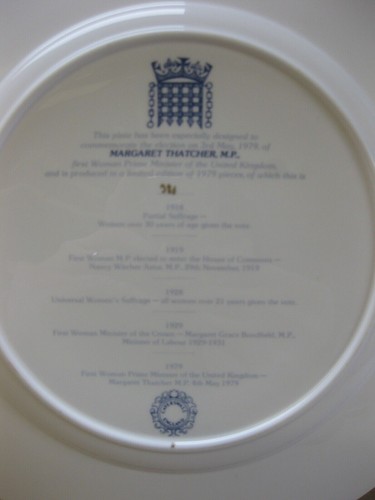 This plate has been especially designed to
commemorate the election on 3rd May, 1979, of
MARGARET THATCHER, M.P.,
first Woman Prime Minister of the United Kingdom,
and is produced in a limited edition of 1979 pieces of which this is
1918
Partial Suffrage —
Women over 30 years of age given the vote.
1919
First Woman M.P. elected to enter the House of Commons —
Nancy Witcher Astor M.P., 29th November, 1919
1928
Universal Women's Suffrage — all women over 21 years given the vote.
1929
First Woman Minister of the Crown — Margaret Grace Bondfield, M.P.,
Minister of Labour 1929-1931.
1979
First Woman Prime Minister of the United Kingdom —
Margaret Thatcher M.P. 4th May, 1979